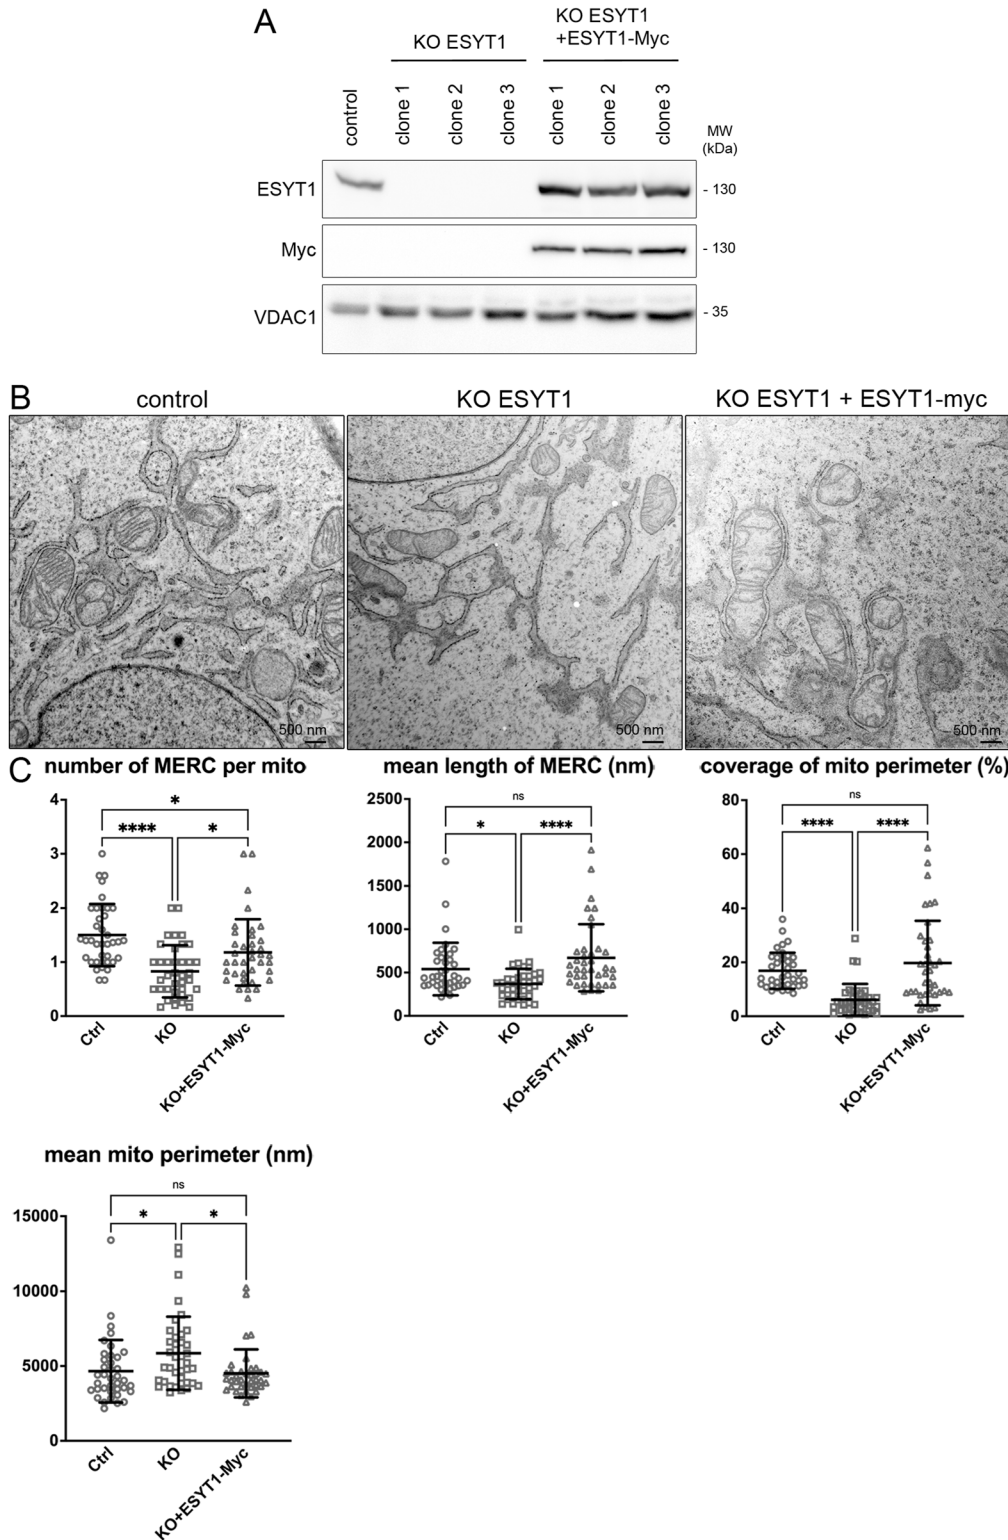 A
KO ESYT1
KO ESYT1
+ESYT1-Myc
control
clone 1
clone 2
clone 3
clone 1
clone 2
clone 3
MW
(kDa)
ESYT1
- 130
Myc
- 130
VDAC1
- 35
B
control
KO ESYT1
KO ESYT1 + ESYT1-myc
500 nm
500 nm
500 nm
C
number of MERC per mito
4
3
2
1
0
*
****
*
Ctrl
KO
KO+ESYT1-Myc
mean length of MERC (nm)
2500
2000
1500
1000
500
0
ns
*
****
Ctrl
KO
KO+ESYT1-Myc
coverage of mito perimeter (%)
80
60
40
20
0
ns
****
****
Ctrl
KO
KO+ESYT1-Myc
mean mito perimeter (nm)
15000
10000
5000
0
ns
*
*
Ctrl
KO
KO+ESYT1-Myc